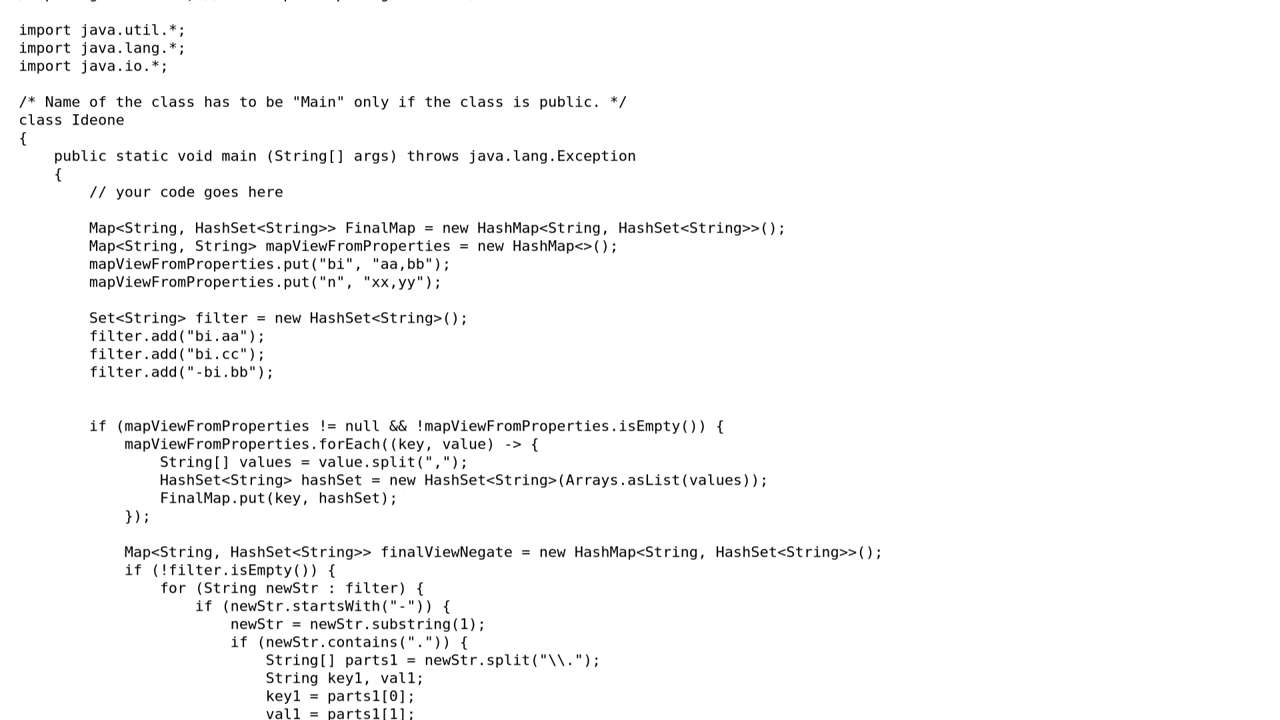 import java.util.*;
import java.lang.*;
import java.io.*;
/* Name of the class has to be "Main" only if the class is public. */
class Ideone
{
public static void main (String[] args) throws java.lang.Exception
{
// your code goes here
Map<String, HashSet<String>> FinalMap = new HashMap<String, HashSet<String>>();
Map<String, String> mapViewFromProperties = new HashMap<>();
mapViewFromProperties.put("bi", "aa,bb");
mapViewFromProperties.put("n", "xx,yy");
Set<String> filter = new HashSet<String>();
filter.add("bi.aa");
filter.add("bi.cc");
filter.add("-bi.bb");
if (mapViewFromProperties != null && !mapViewFromProperties.isEmpty()) {
mapViewFromProperties.forEach((key, value) -> {
String[] values = value.split(",");
HashSet<String> hashSet = new HashSet<String>(Arrays.asList(values));
FinalMap.put(key, hashSet);
});
Map<String, HashSet<String>> finalViewNegate = new HashMap<String, HashSet<String>>();
if (!filter.isEmpty()) {
for (String newStr : filter) {
if (newStr.startsWith("-")) {
newStr = newStr.substring(1);
if (newStr.contains(".")) {
String[] parts1 = newStr.split("\\.");
String key1, val1;
key1 = parts1[0];
val1 = parts1[1];